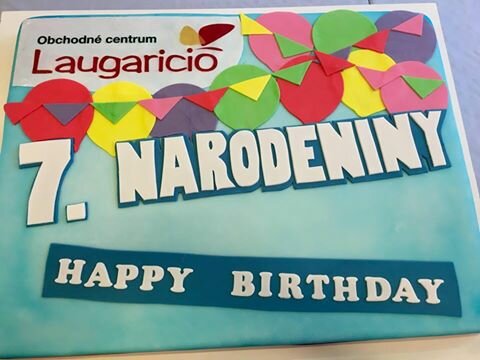 Obchodné centrum
Laugaricio
7. NARODENINY
HAPPY BIRTHDAY